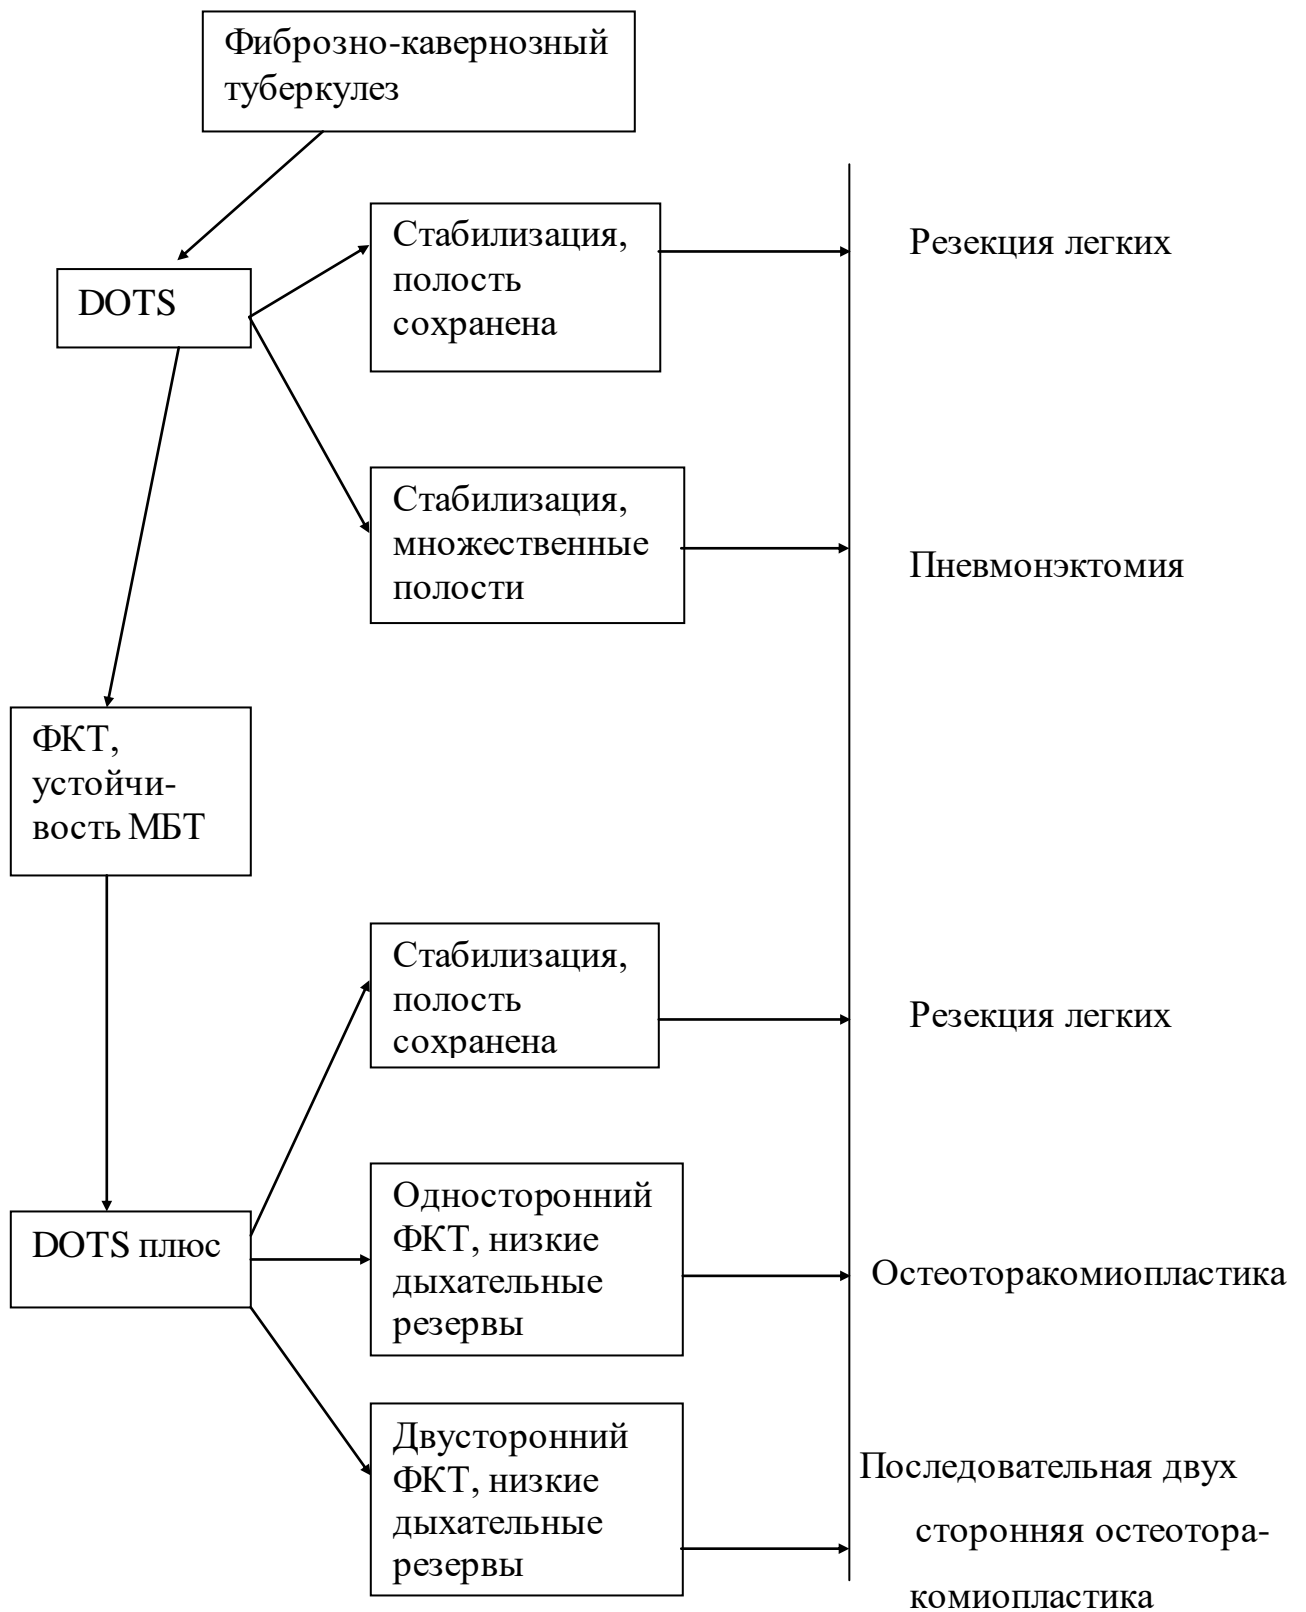 Фиброзно-кавернозный
туберкулез
Стабилизация,
полость
сохранена
Резекция легких
DOTS
Стабилизация,
множественные
полости
Пневмонэктомия
ФКТ,
устойчи-
вость МБТ
Стабилизация,
полость
сохранена
Резекция легких
DOTS плюс
Односторонний
ФКТ, низкие
дыхательные
резервы
Остеоторакомиопластика
Двусторонний
ФКТ, низкие
дыхательные
резервы
Последовательная двух
сторонняя остеотора-
комиопластика